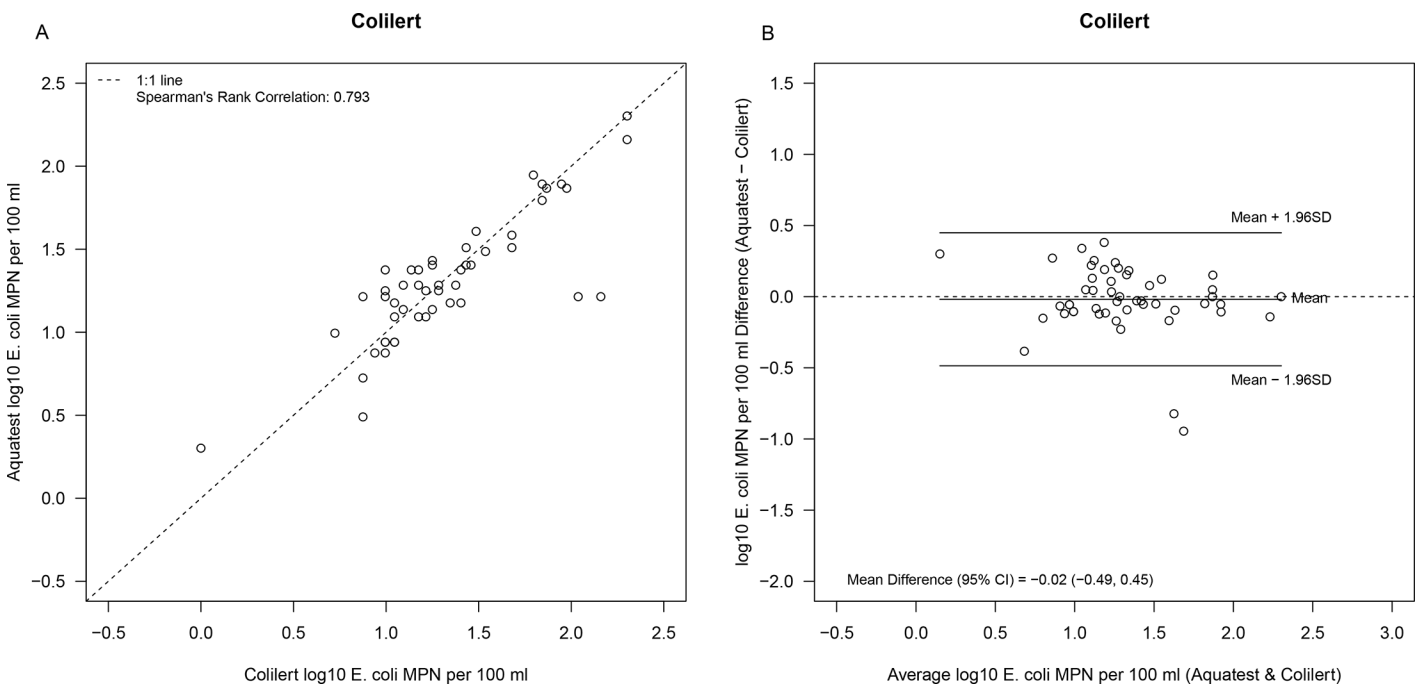 Colilert
A
1:1 line
Spearman's Rank Correlation: 0.793
2.5
2.0
1.5
1.0
0.5
0.0
−0.5
Aquatest log10 E. coli MPN per 100 ml
−0.5 0.0 0.5 1.0 1.5 2.0 2.5
Colilert log10 E. coli MPN per 100 ml
Colilert
B
1.5
1.0
0.5
0.0
−0.5
−1.0
−1.5
−2.0
log10 E. coli MPN per 100 ml Difference (Aquatest − Colilert)
Mean + 1.96SD
Mean
Mean − 1.96SD
Mean Difference (95% CI) = −0.02 (−0.49, 0.45)
−0.5 0.0 0.5 1.0 1.5 2.0 2.5 3.0
Average log10 E. coli MPN per 100 ml (Aquatest & Colilert)